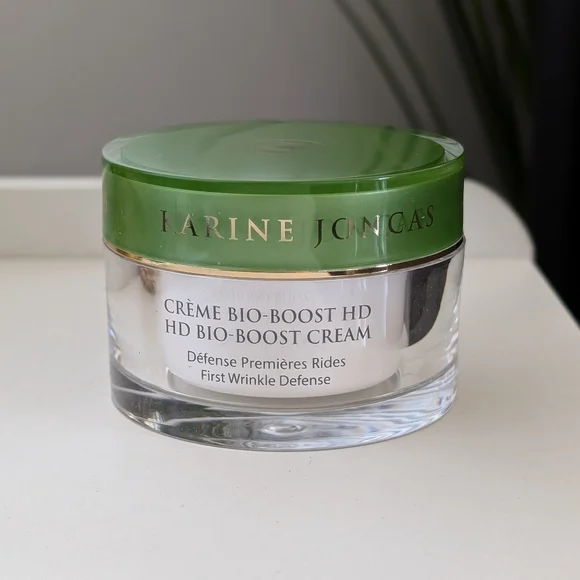 KARINE JONCAS
CRÈME BIO-BOOST HD
HD BIO-BOOST CREAM
Défense Premières Rides
First Wrinkle Defense